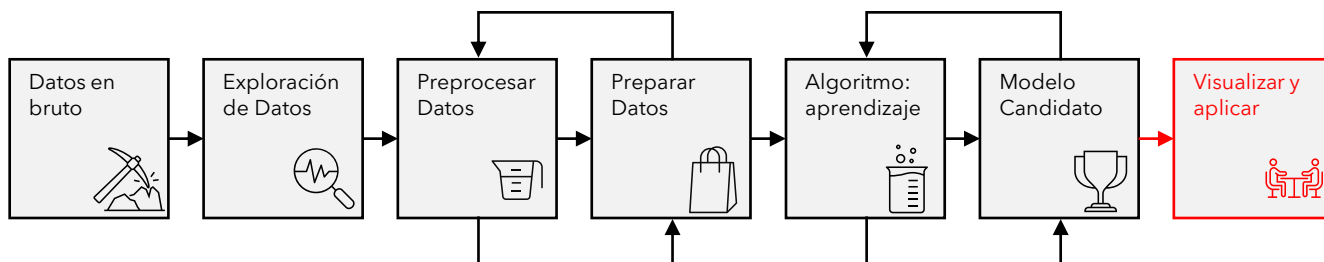 Datos en
bruto
Exploración
de Datos
Preprocesar
Datos
Preparar
Datos
Algoritmo:
aprendizaje
Modelo
Candidato
Visualizar y
aplicar